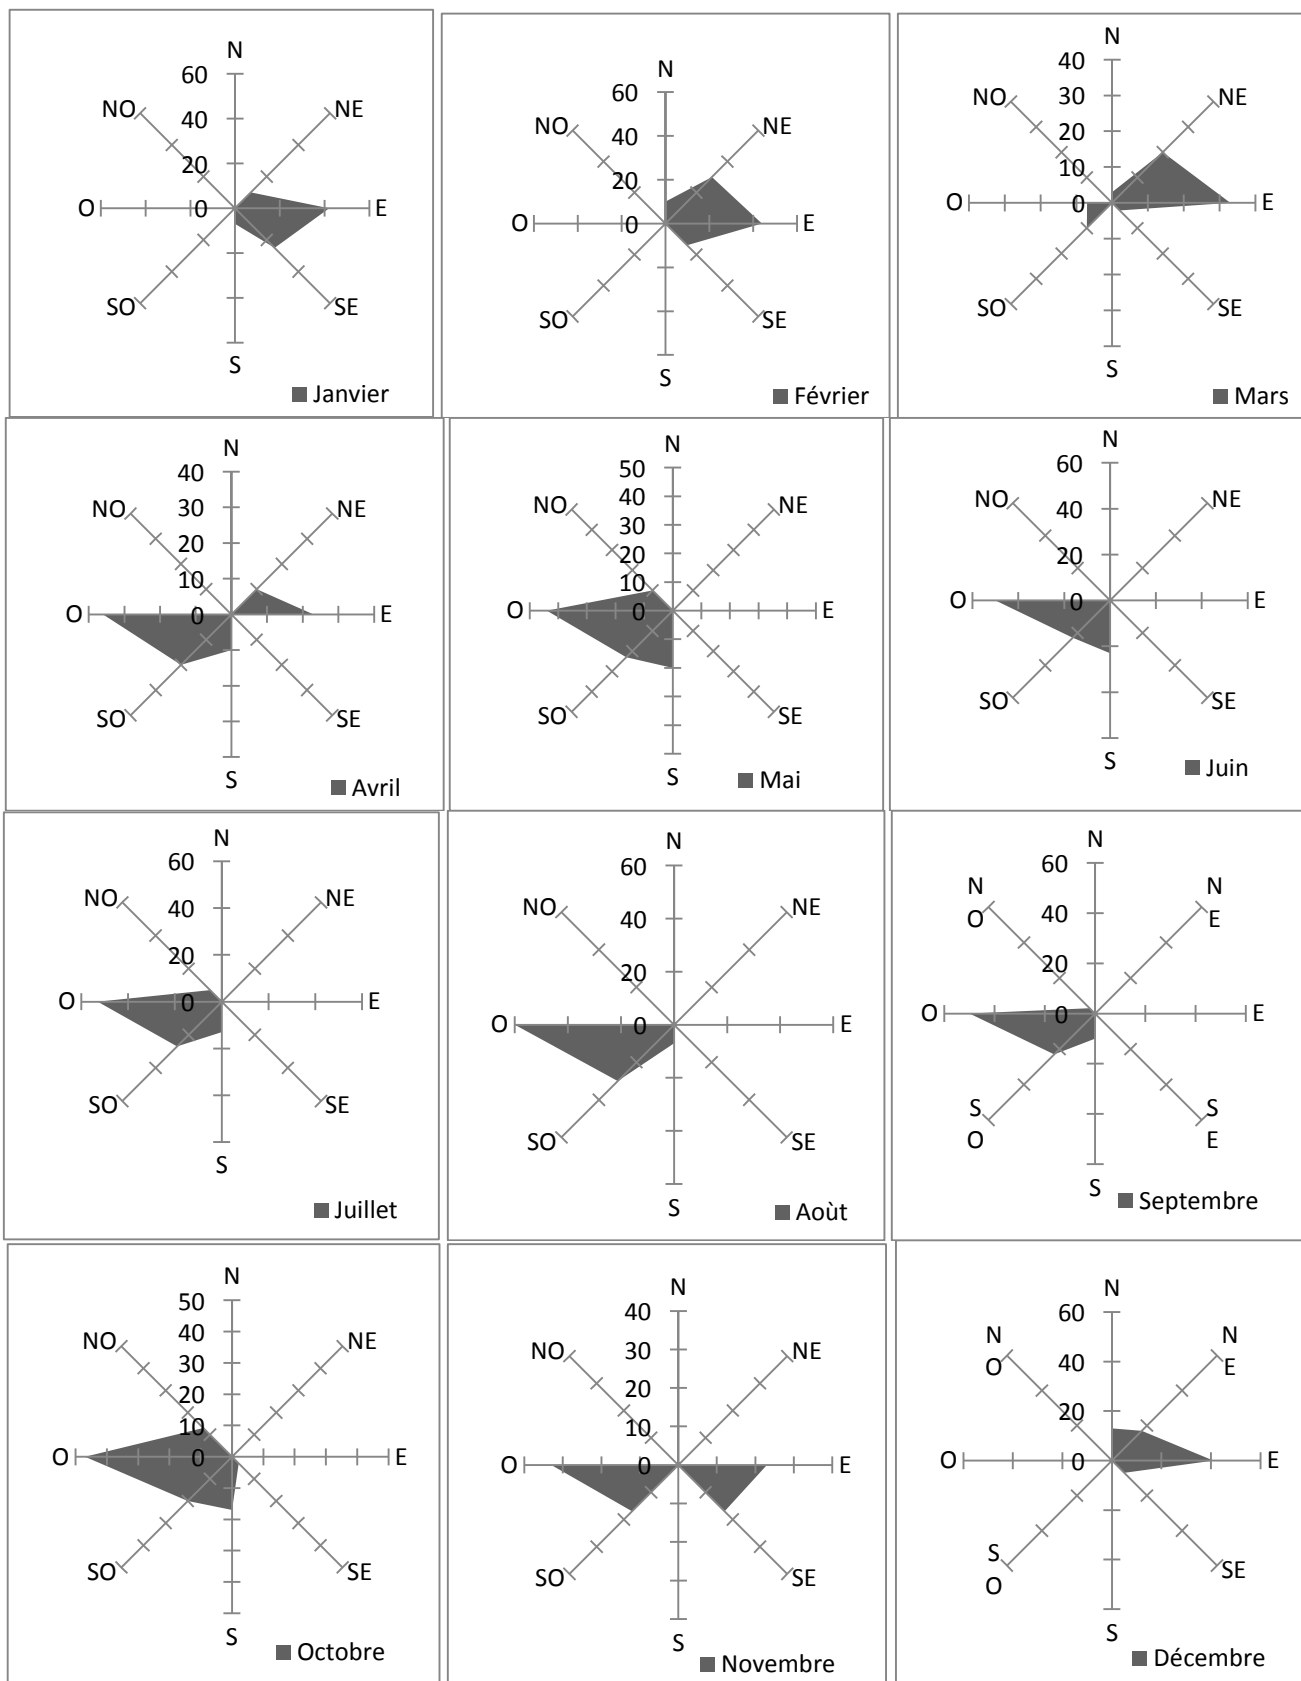 N
60
40
20
0
NO
NE
O
E
SO
SE
S
Janvier
N
60
40
20
0
NO
NE
O
E
SO
SE
S
Février
N
40
30
20
10
0
NO
NE
O
E
SO
SE
S
Mars
N
40
30
20
10
0
NO
NE
O
E
SO
SE
S
Avril
N
50
40
30
20
10
0
NO
NE
O
E
SO
SE
S
Mai
N
60
40
20
0
NO
NE
O
E
SO
SE
S
Juin
N
60
40
20
0
NO
NE
O
E
SO
SE
S
Juillet
N
60
40
20
0
NO
NE
O
E
SO
SE
S
Aoùt
N
60
40
20
0
N
O
N
E
O
E
S
O
S
E
S
Septembre
N
50
40
30
20
10
0
NO
NE
O
E
SO
SE
S
Octobre
N
40
30
20
10
0
NO
NE
O
E
SO
SE
S
Novembre
N
60
40
20
0
N
O
N
E
O
E
S
O
SE
S
Décembre